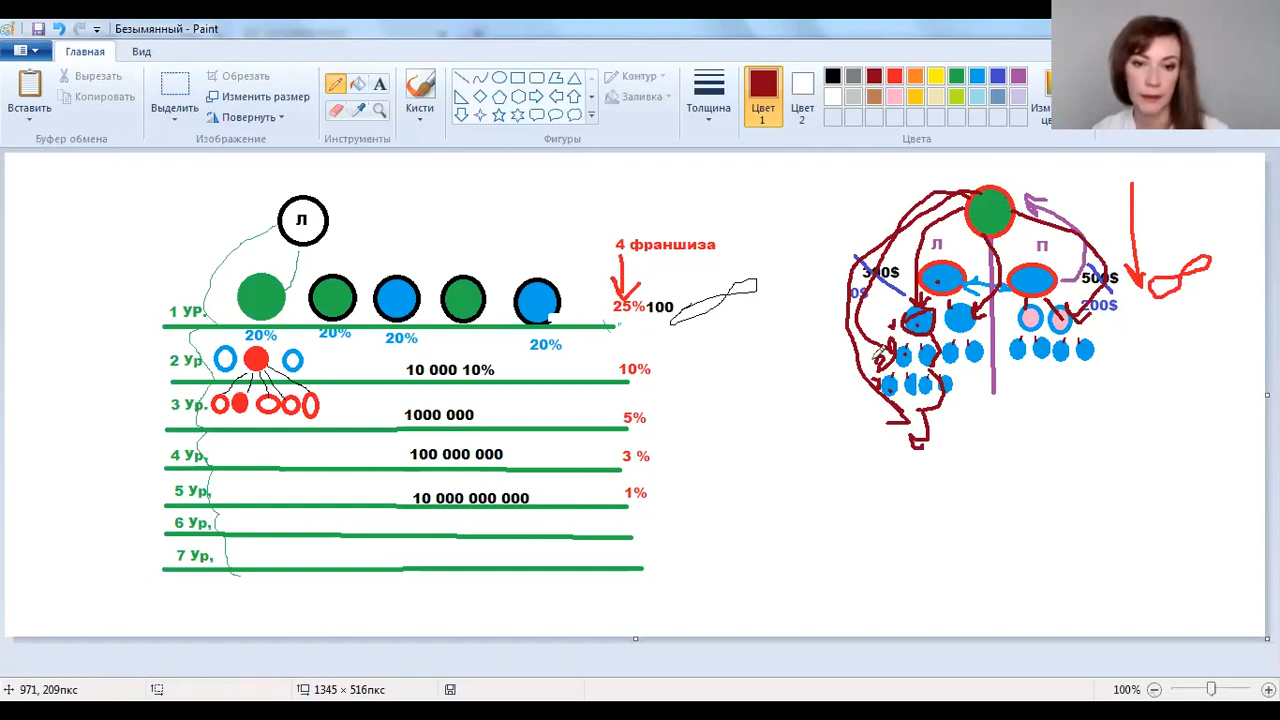 Безымянный - Paint
Главная
Вид
Вставить
Вырезать
Копировать
Буфер обмена
Выделить
Обрезать
Изменить размер
Повернуть
Изображение
A
Инструменты
Кисти
Контур
Заливка
Фигуры
Толщина
Цвет
1
Цвет
2
Цвета
Л
4 франшиза
1 УР.
25%
100
20%
20%
20%
20%
2 Ур
10 000 10%
10%
3 Ур.
1000 000
5%
4 Ур,
100 000 000
3 %
5 Ур,
10 000 000 000
1%
6 Ур,
7 Ур,
Л
П
300$
0$
500$
200$
971, 209пкс
1345 × 516пкс
100%